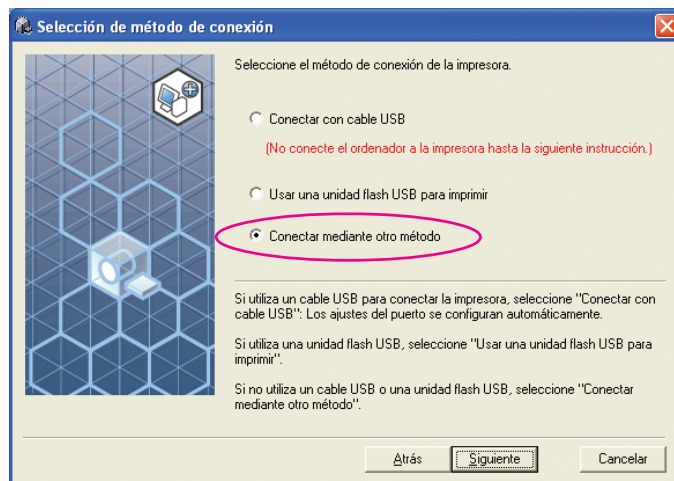 Selección de método de conexión
Seleccione el método de conexión de la impresora.
Conectar con cable USB
(No conecte el ordenador a la impresora hasta la siguiente instrucción.)
Usar una unidad flash USB para imprimir
Conectar mediante otro método
Si utiliza un cable USB para conectar la impresora, seleccione "Conectar con
cable USB": Los ajustes del puerto se configuran automáticamente.
Si utiliza una unidad flash USB, seleccione "Usar una unidad flash USB para
imprimir".
Si no utiliza un cable USB o una unidad flash USB, seleccione "Conectar
mediante otro método".
Atrás
Siguiente
Cancelar